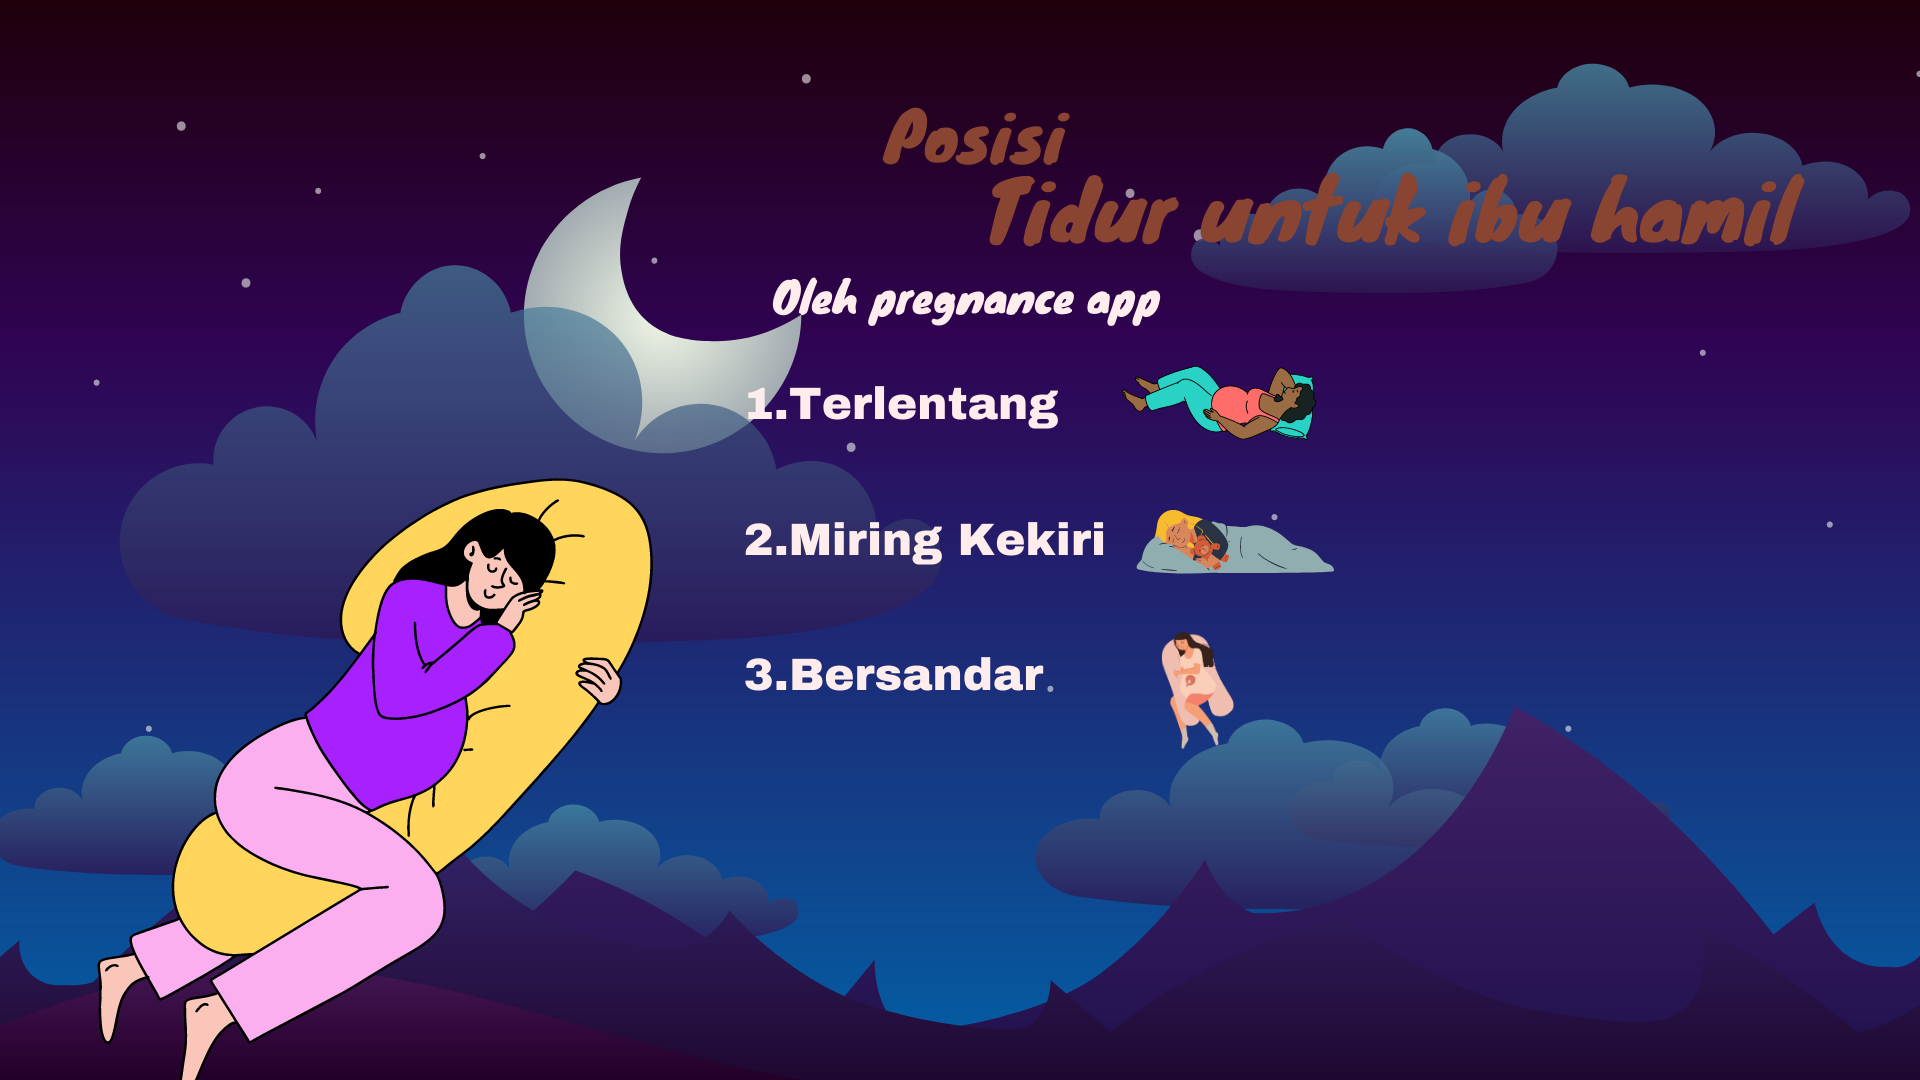 Posisi
Tidur untuk ibu hamil
Oleh pregnance app
1.Terlentang
2.Miring Kekiri
3.Bersandar